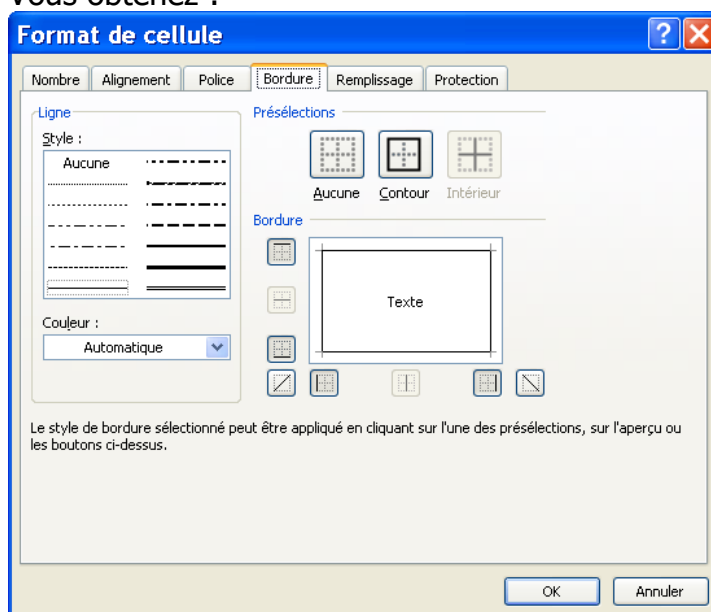 Vous obtenez :
Format de cellule
Nombre Alignement Police Bordure Remplissage Protection
Ligne
Style :
Aucune
Couleur :
Automatique
Présélections
Aucune Contour Intérieur
Bordure
Texte
Le style de bordure sélectionné peut être appliqué en cliquant sur l'une des présélections, sur l'aperçu ou
les boutons ci-dessus.
OK Annuler